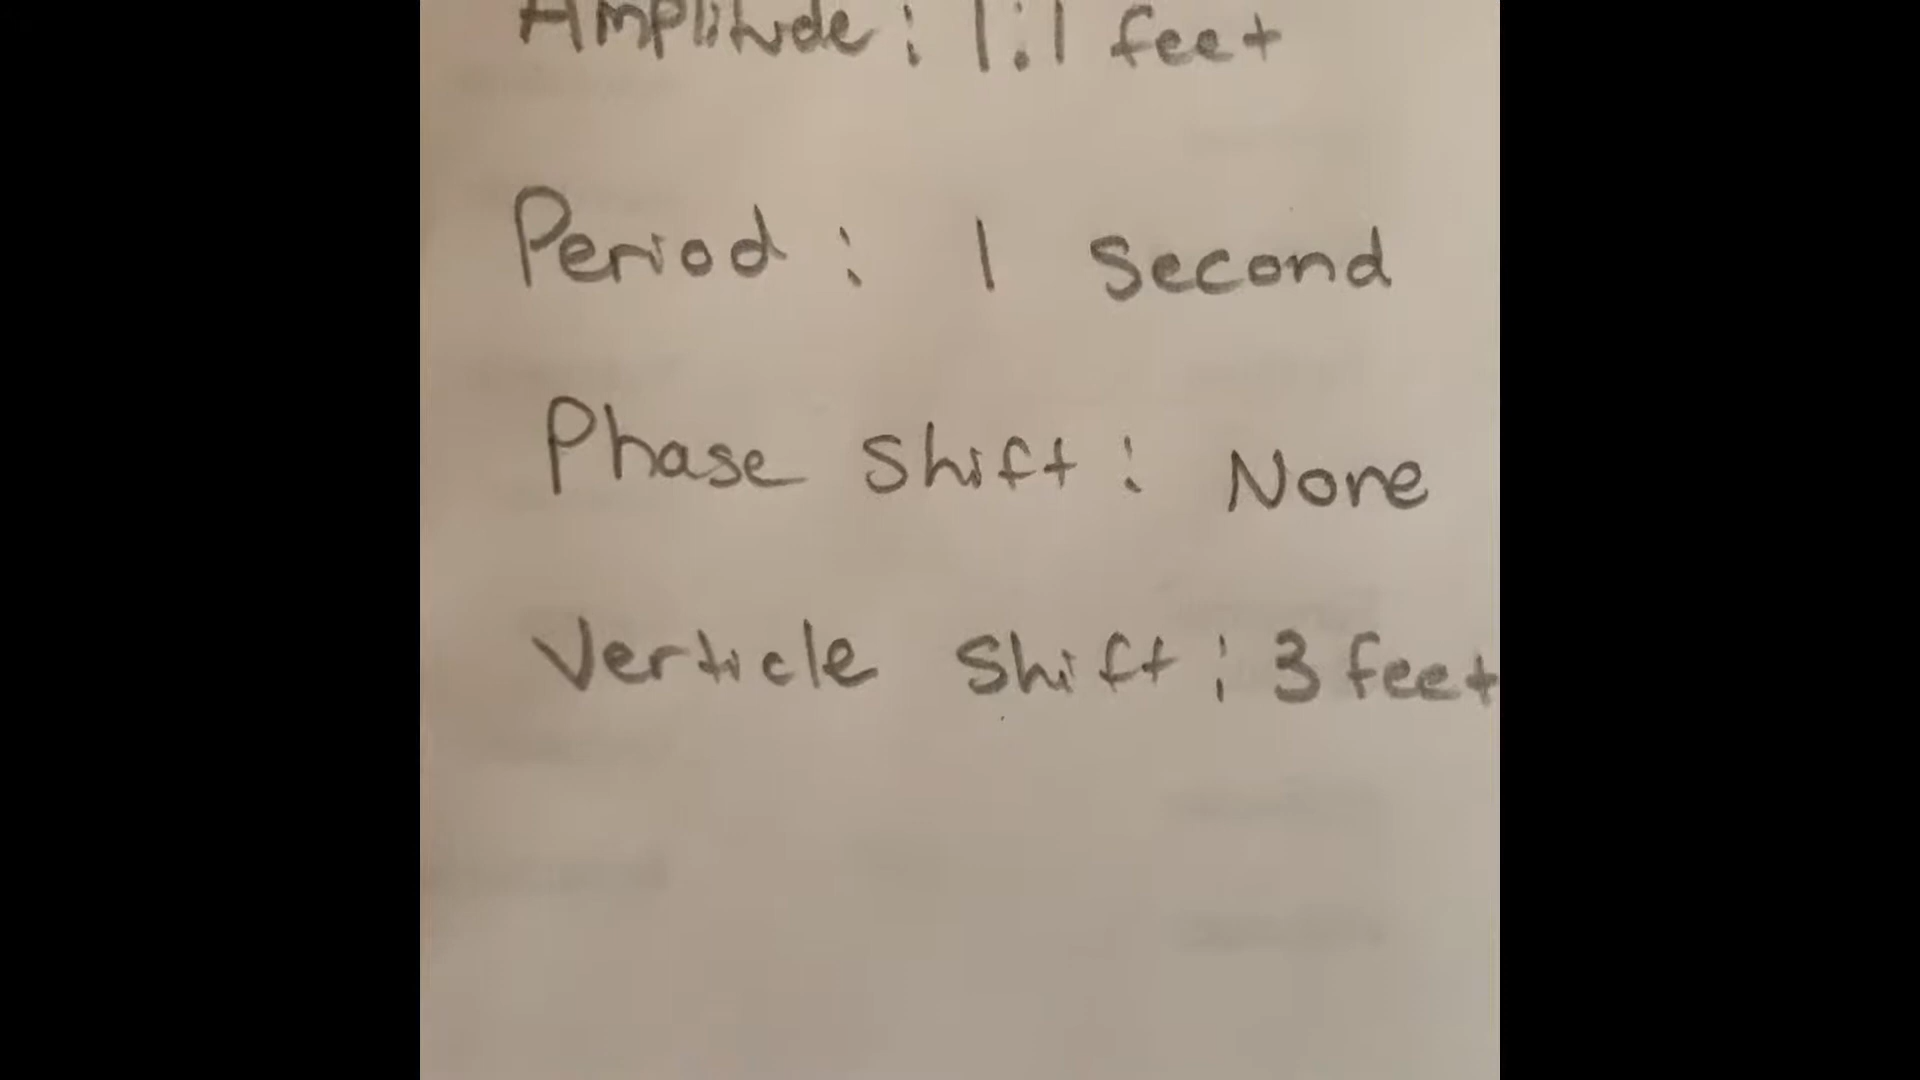 Amplitude: 1.1 feet
Period: 1 Second
Phase Shift: None
Verticle Shift: 3 feet